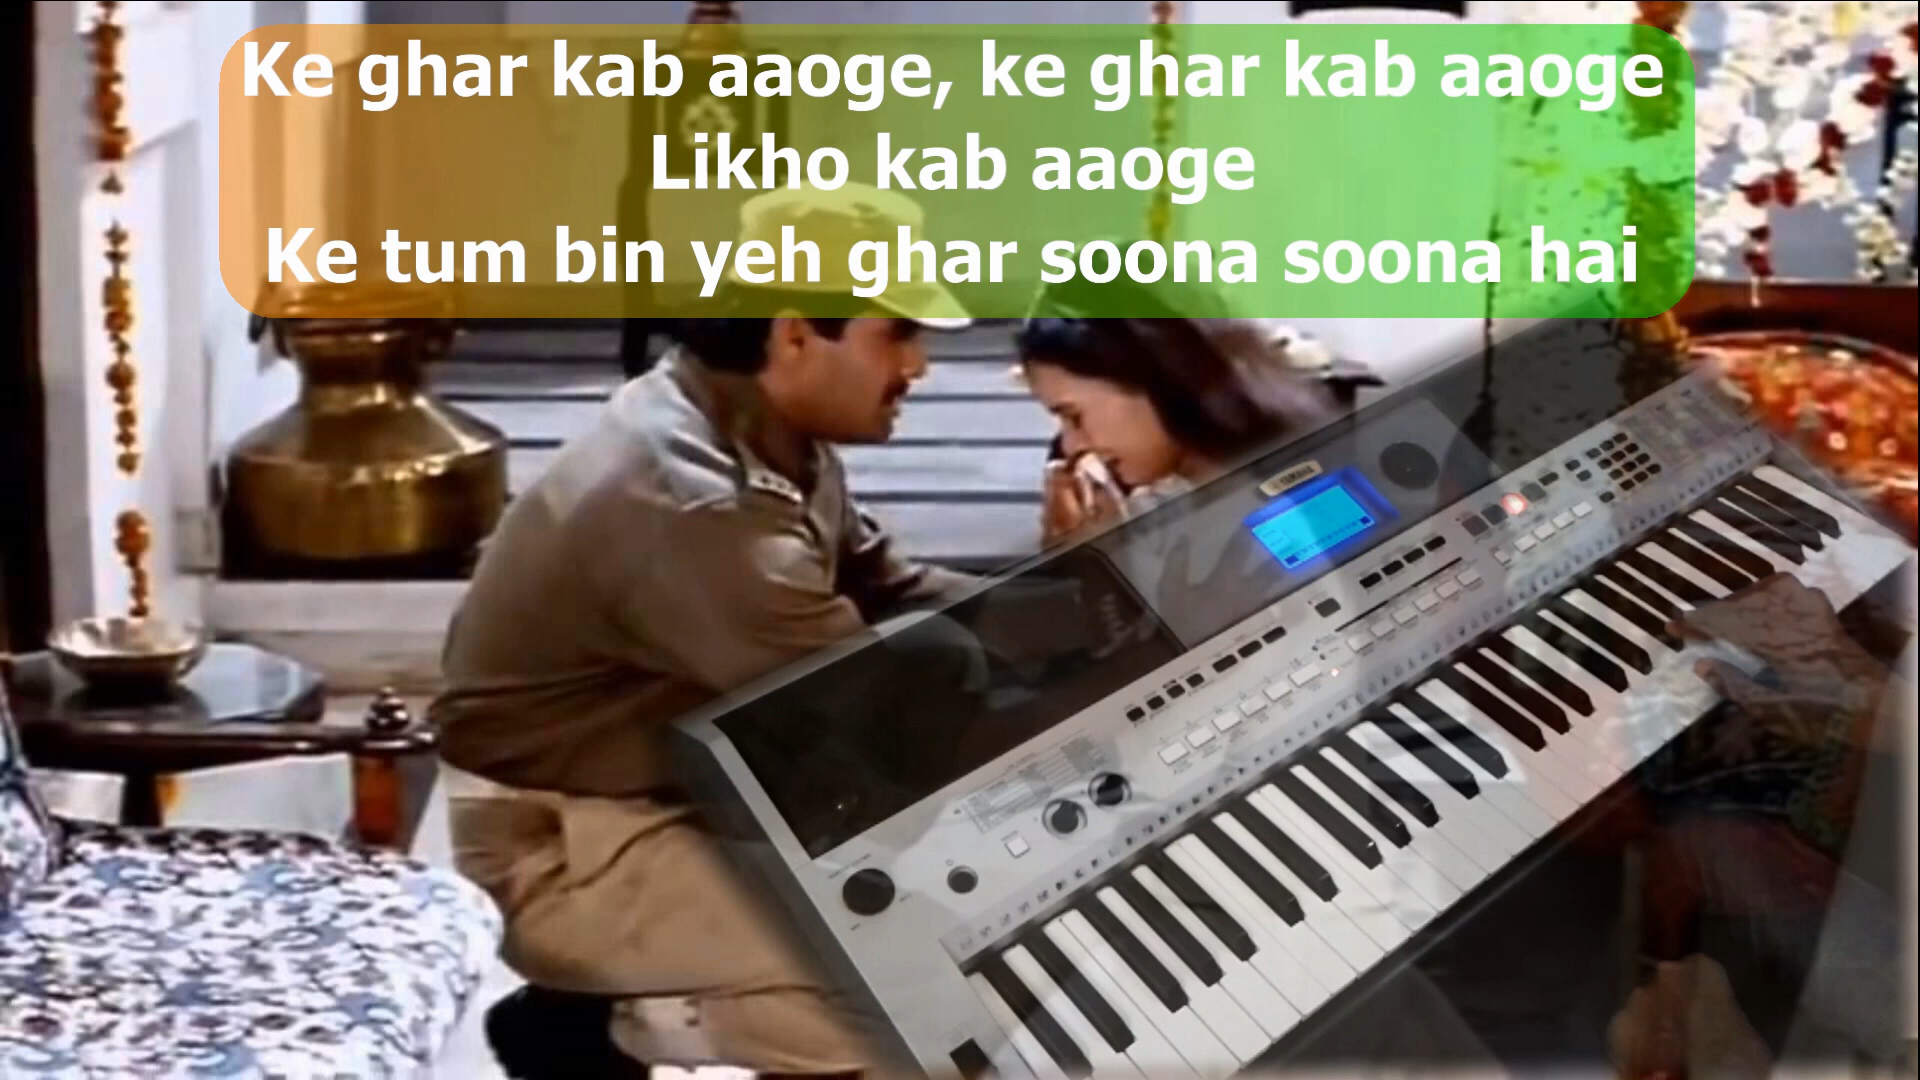 Ke ghar kab aaoge, ke ghar kab aaoge
Likho kab aaoge
Ke tum bin yeh ghar soona soona hai
YAMAHA